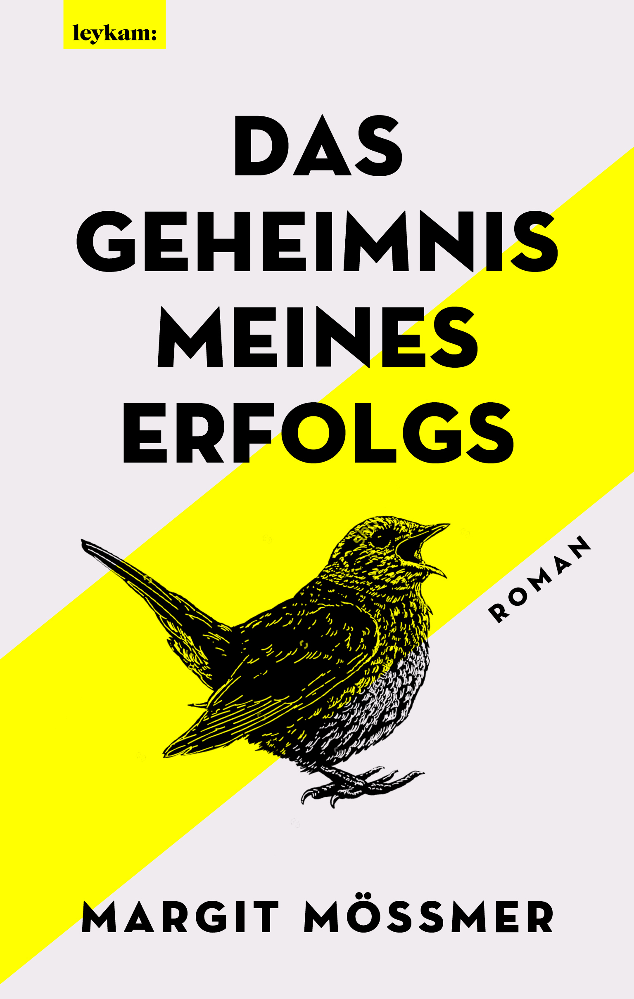 leykam:
DAS
GEHEIMNIS
MEINES
ERFOLGS
ROMAN
MARGIT MÖSSMER